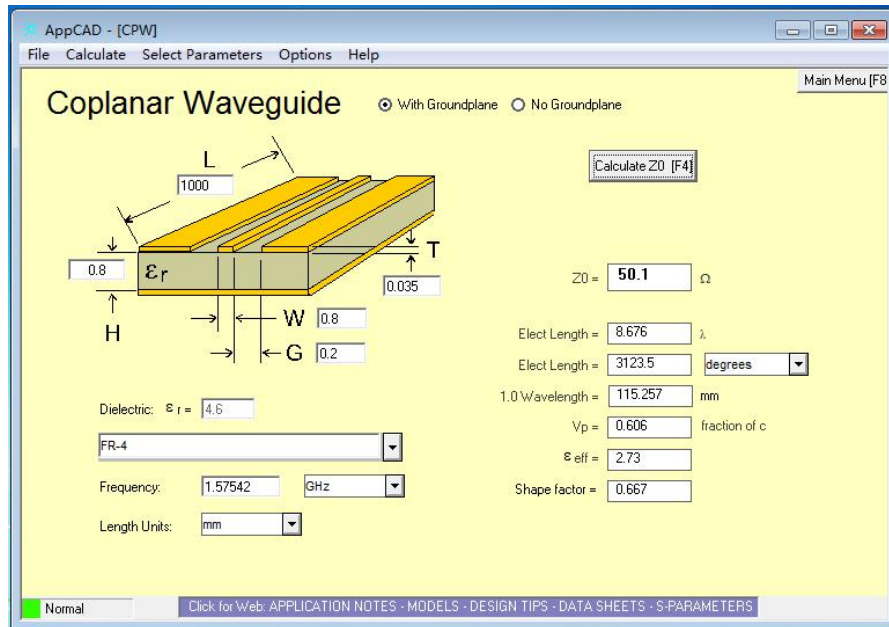 AppCAD - [CPW]
File Calculate Select Parameters Options Help
Main Menu [F8
Coplanar Waveguide
With Groundplane No Groundplane
Calculate Z0 [F4]
L
1000
T
0.035
0.8
εr
H
W 0.8
G 0.2
Z0 = 50.1 Ω
Elect Length = 8.676 λ
Elect Length = 3123.5 degrees
1.0 Wavelength = 115.257 mm
Vp = 0.606 fraction of c
ε eff = 2.73
Shape factor = 0.667
Dielectric: ε r = 4.6
FR-4
Frequency: 1.57542 GHz
Length Units: mm
Normal
Click for Web: APPLICATION NOTES - MODELS - DESIGN TIPS - DATA SHEETS - S-PARAMETERS